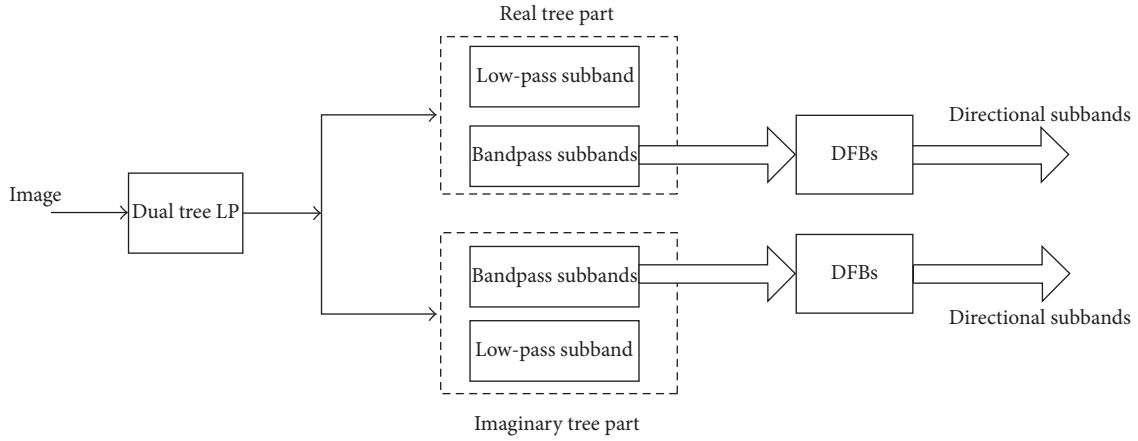 Real tree part
Low-pass subband
Directional subbands
Bandpass subbands
DFBs
Image
Dual tree LP
Bandpass subbands
DFBs
Directional subbands
Low-pass subband
Imaginary tree part